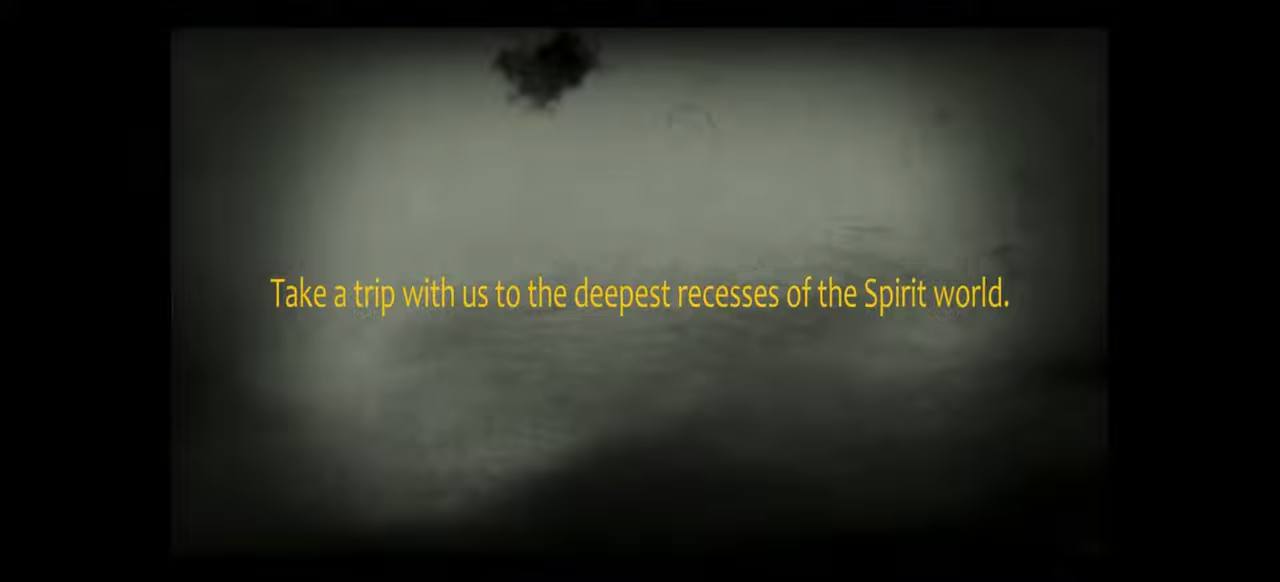 Take a trip with us to the deepest recesses of the Spirit world.